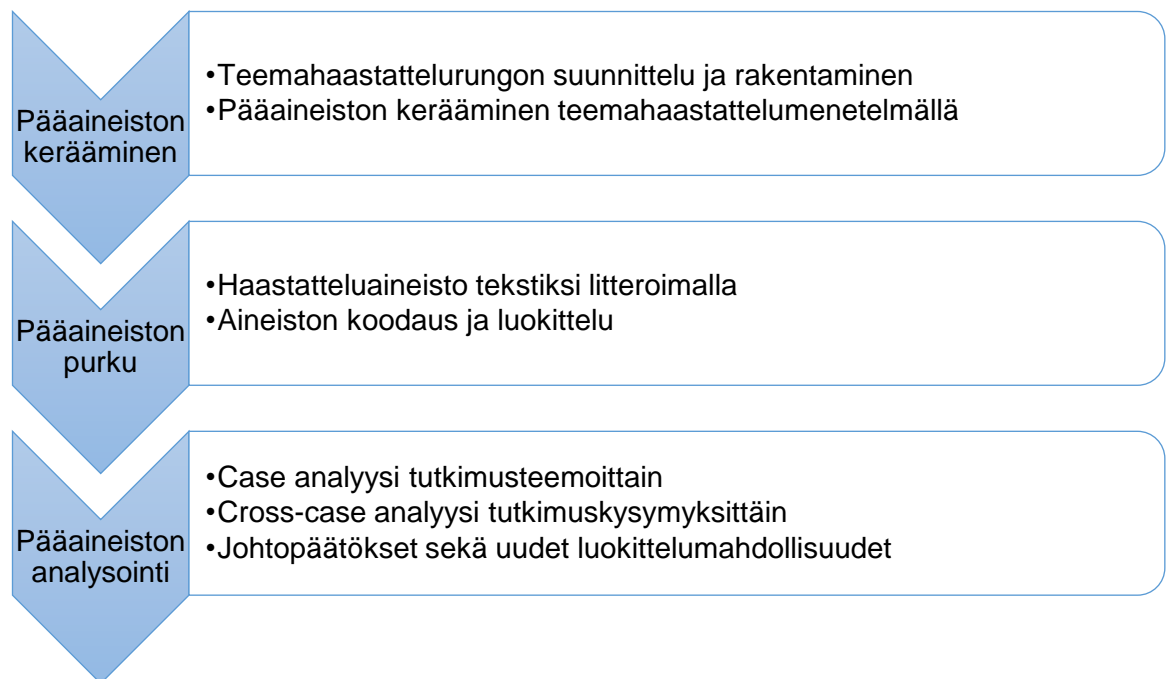 Pääaineiston
kerääminen
•Teemahaastattelurungon suunnittelu ja rakentaminen
•Pääaineiston kerääminen teemahaastattelumenetelmällä
Pääaineiston
purku
•Haastatteluaineisto tekstiksi litteroimalla
•Aineiston koodaus ja luokittelu
Pääaineiston
analysointi
•Case analyysi tutkimusteemoittain
•Cross-case analyysi tutkimuskysymyksittäin
•Johtopäätökset sekä uudet luokittelumahdollisuudet